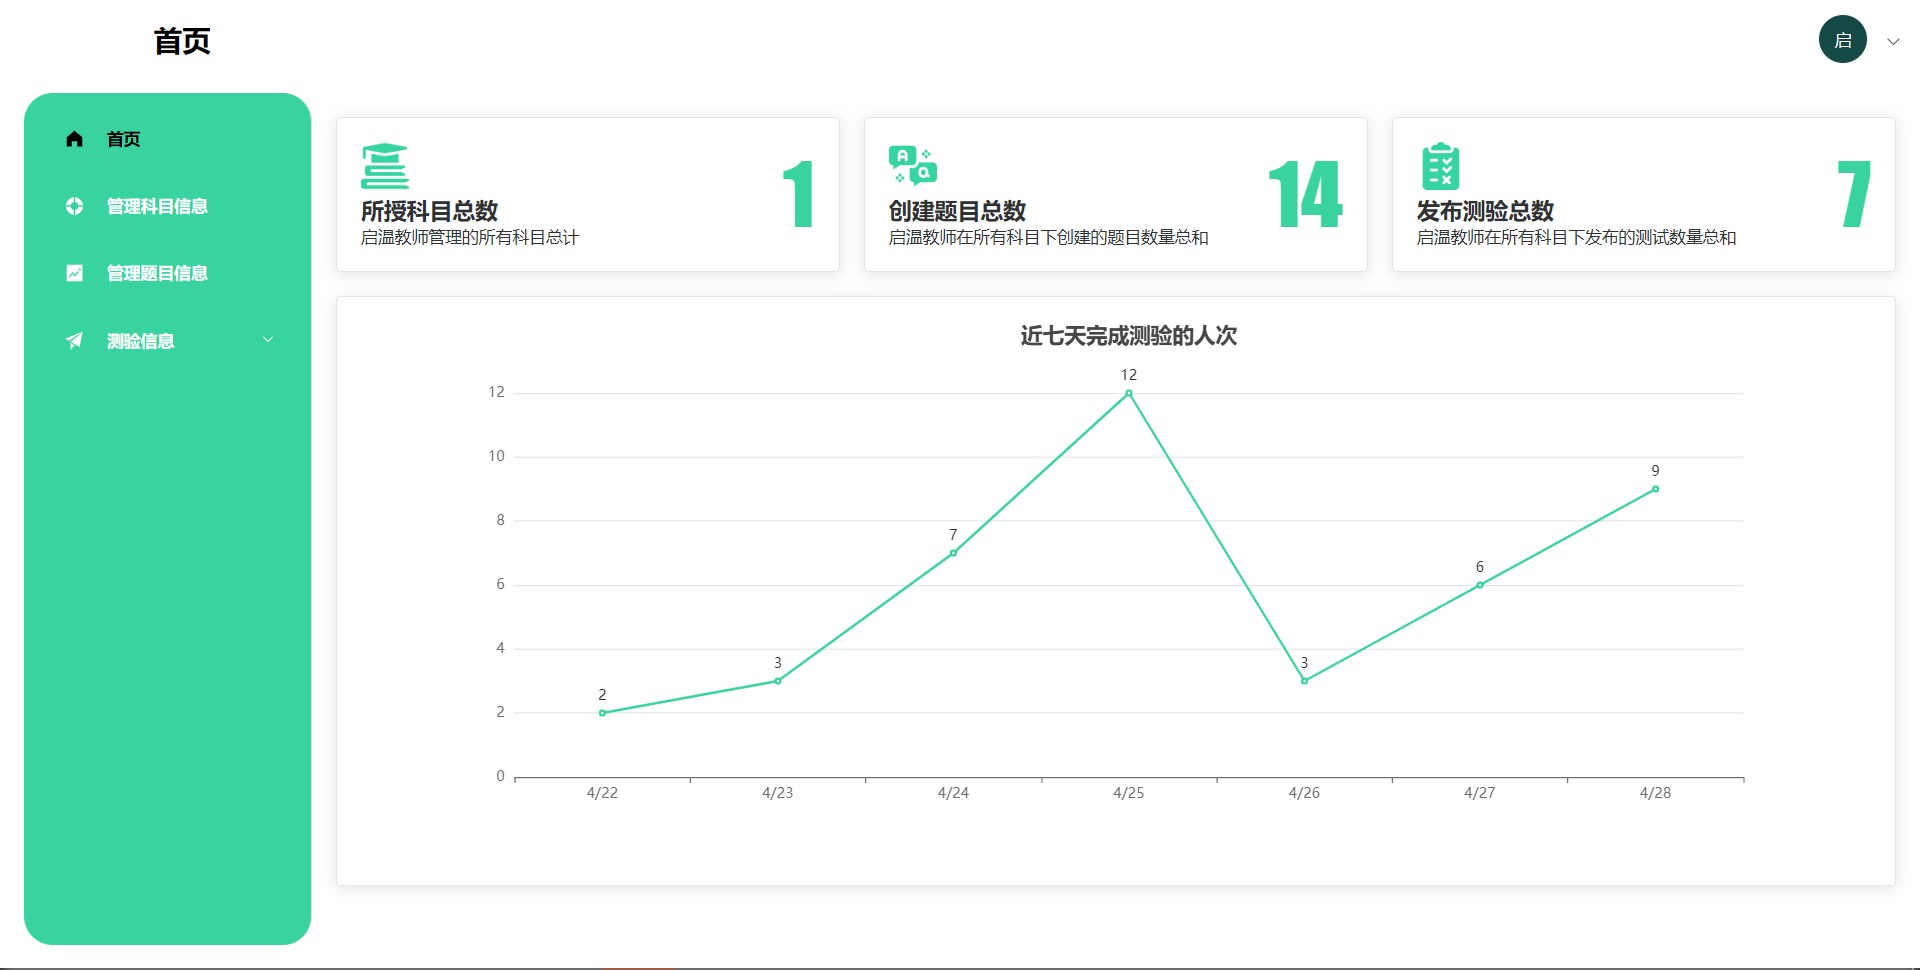 首页
启
首页
管理科目信息
管理题目信息
测验信息
所授科目总数
启温教师管理的所有科目总计
1
A
Q
创建题目总数
启温教师在所有科目下创建的题目数量总和
14
发布测验总数
启温教师在所有科目下发布的测试数量总和
7
近七天完成测验的人次
12
10
8
6
4
2
0
2
3
7
12
3
6
9
4/22 4/23 4/24 4/25 4/26 4/27 4/28